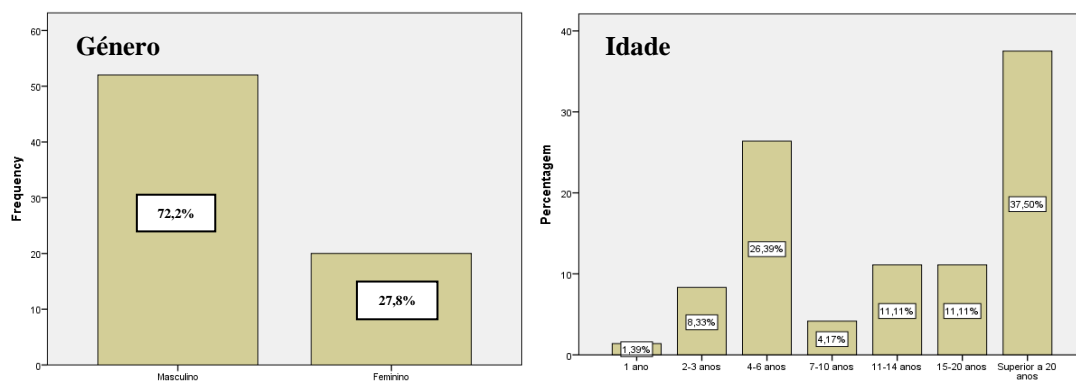 Género
Frequency
60
50
40
30
20
10
0
72,2%
27,8%
Masculino
Feminino
Idade
Percentagem
40
30
20
10
0
1,39%
8,33%
26,39%
4,17%
11,11%
11,11%
37,50%
1 ano
2-3 anos
4-6 anos
7-10 anos
11-14 anos
15-20 anos
Superior a 20
anos